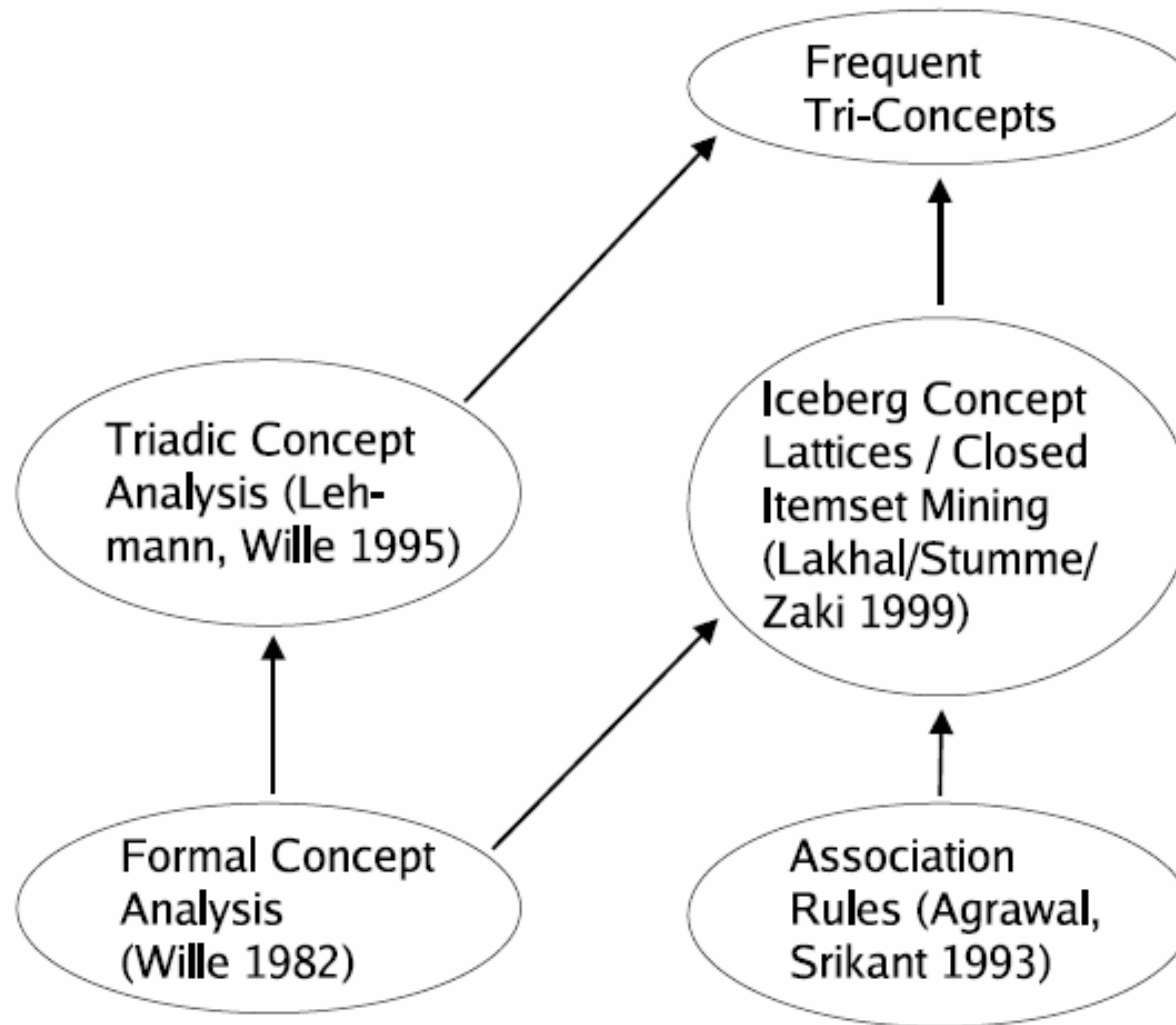 Frequent
Tri-Concepts
Triadic Concept
Analysis (Leh-
mann, Wille 1995)
Iceberg Concept
Lattices / Closed
Itemset Mining
(Lakhal/Stumme/
Zaki 1999)
Formal Concept
Analysis
(Wille 1982)
Association
Rules (Agrawal,
Srikant 1993)